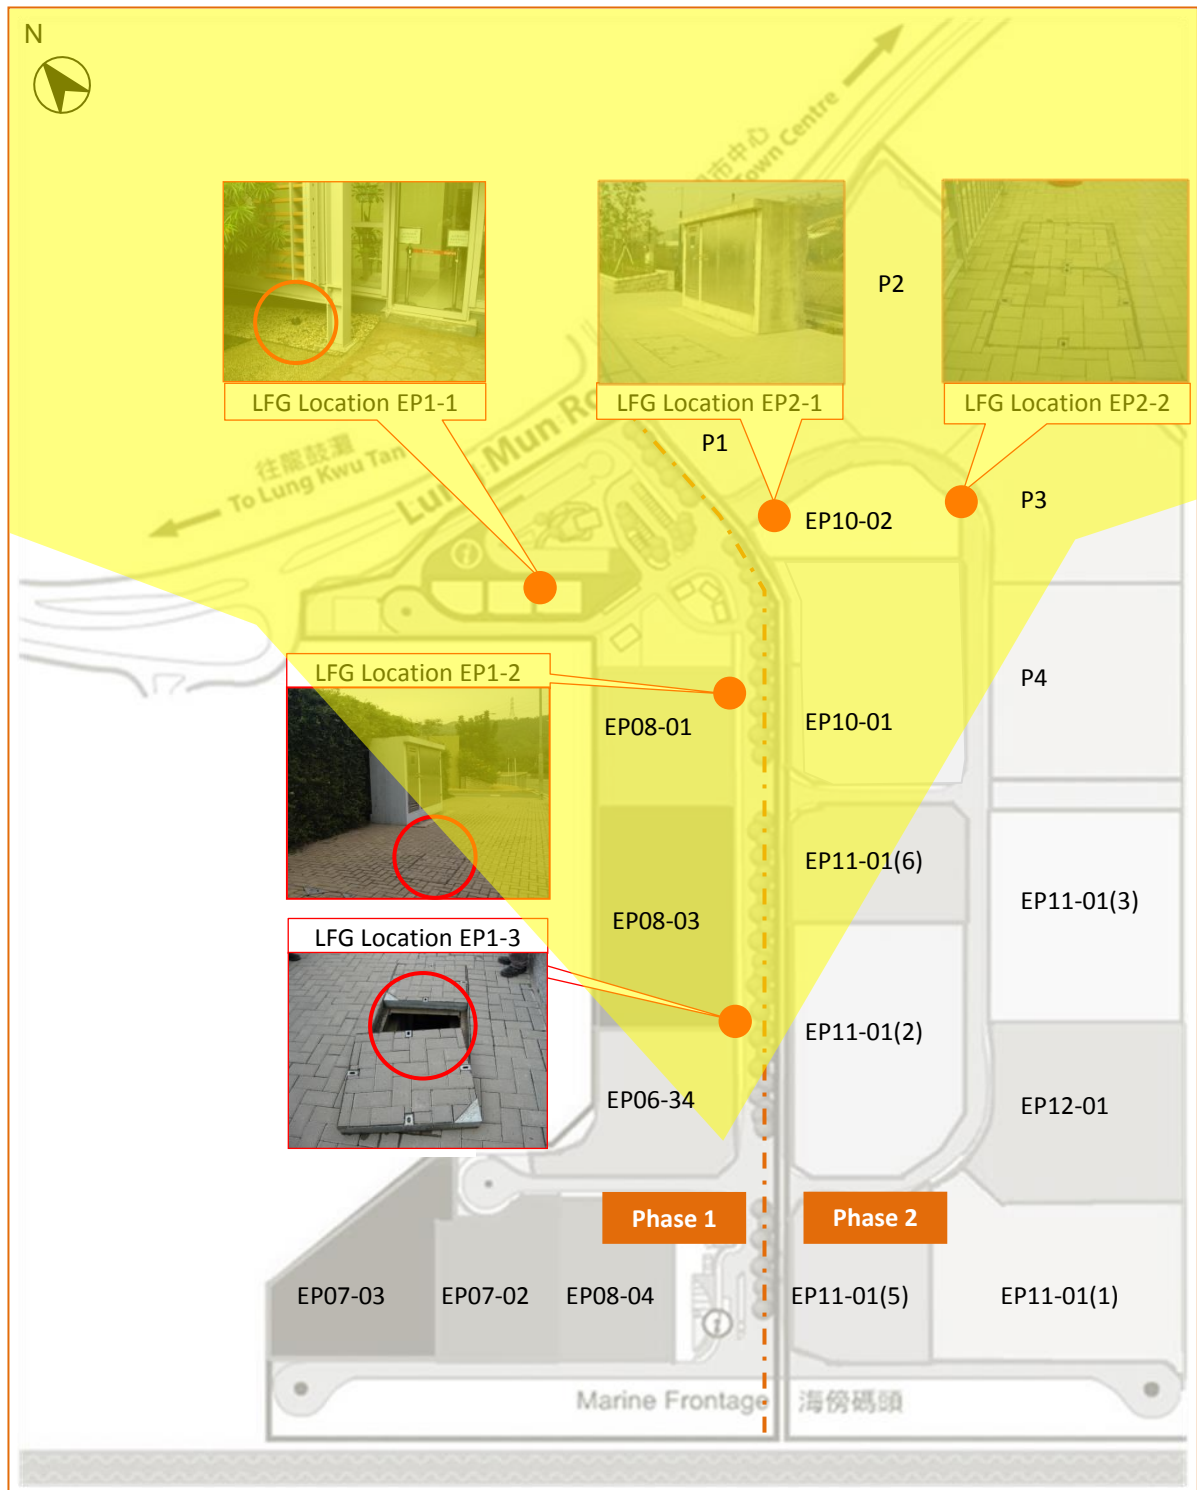 N
市中心
Town Centre
P2
LFG Location EP1-1
LFG Location EP2-1
LFG Location EP2-2
P1
往龍鼓灘
To Lung Kwu Tan
P3
EP10-02
LFG Location EP1-2
P4
EP08-01
EP10-01
EP11-01(6)
EP11-01(3)
EP08-03
LFG Location EP1-3
EP11-01(2)
EP06-34
EP12-01
Phase 1
Phase 2
EP07-03
EP07-02
EP08-04
EP11-01(5)
EP11-01(1)
Marine Frontage 海傍碼頭